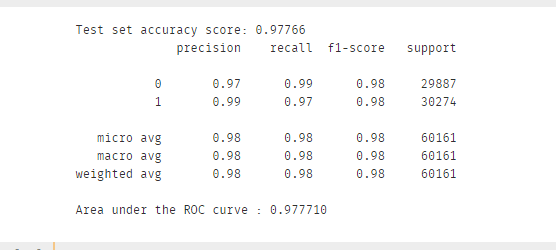 Test set accuracy score: 0.97766
precision recall f1-score support
0 0.97 0.99 0.98 29887
1 0.99 0.97 0.98 30274
micro avg 0.98 0.98 0.98 60161
macro avg 0.98 0.98 0.98 60161
weighted avg 0.98 0.98 0.98 60161
Area under the ROC curve : 0.977710